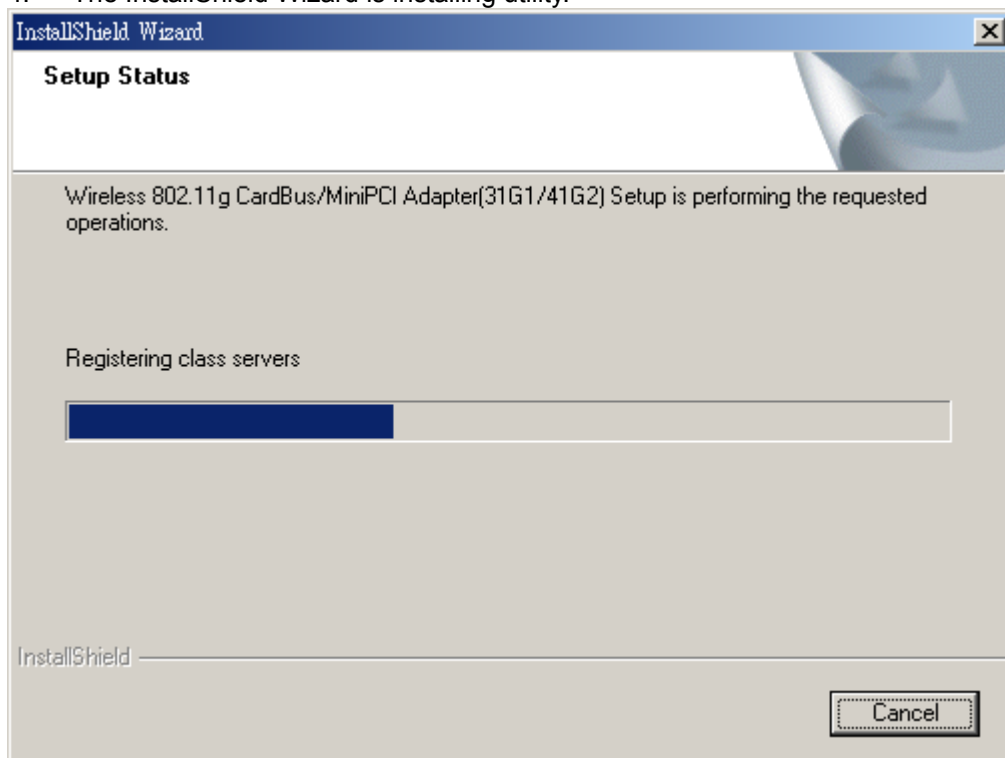 The InstallShield Wizard is installing utility.
InstallShield Wizard
Setup Status
Wireless 802.11g CardBus/MiniPCI Adapter(31G1/41G2) Setup is performing the requested
operations.
Registering class servers
InstallShield
Cancel